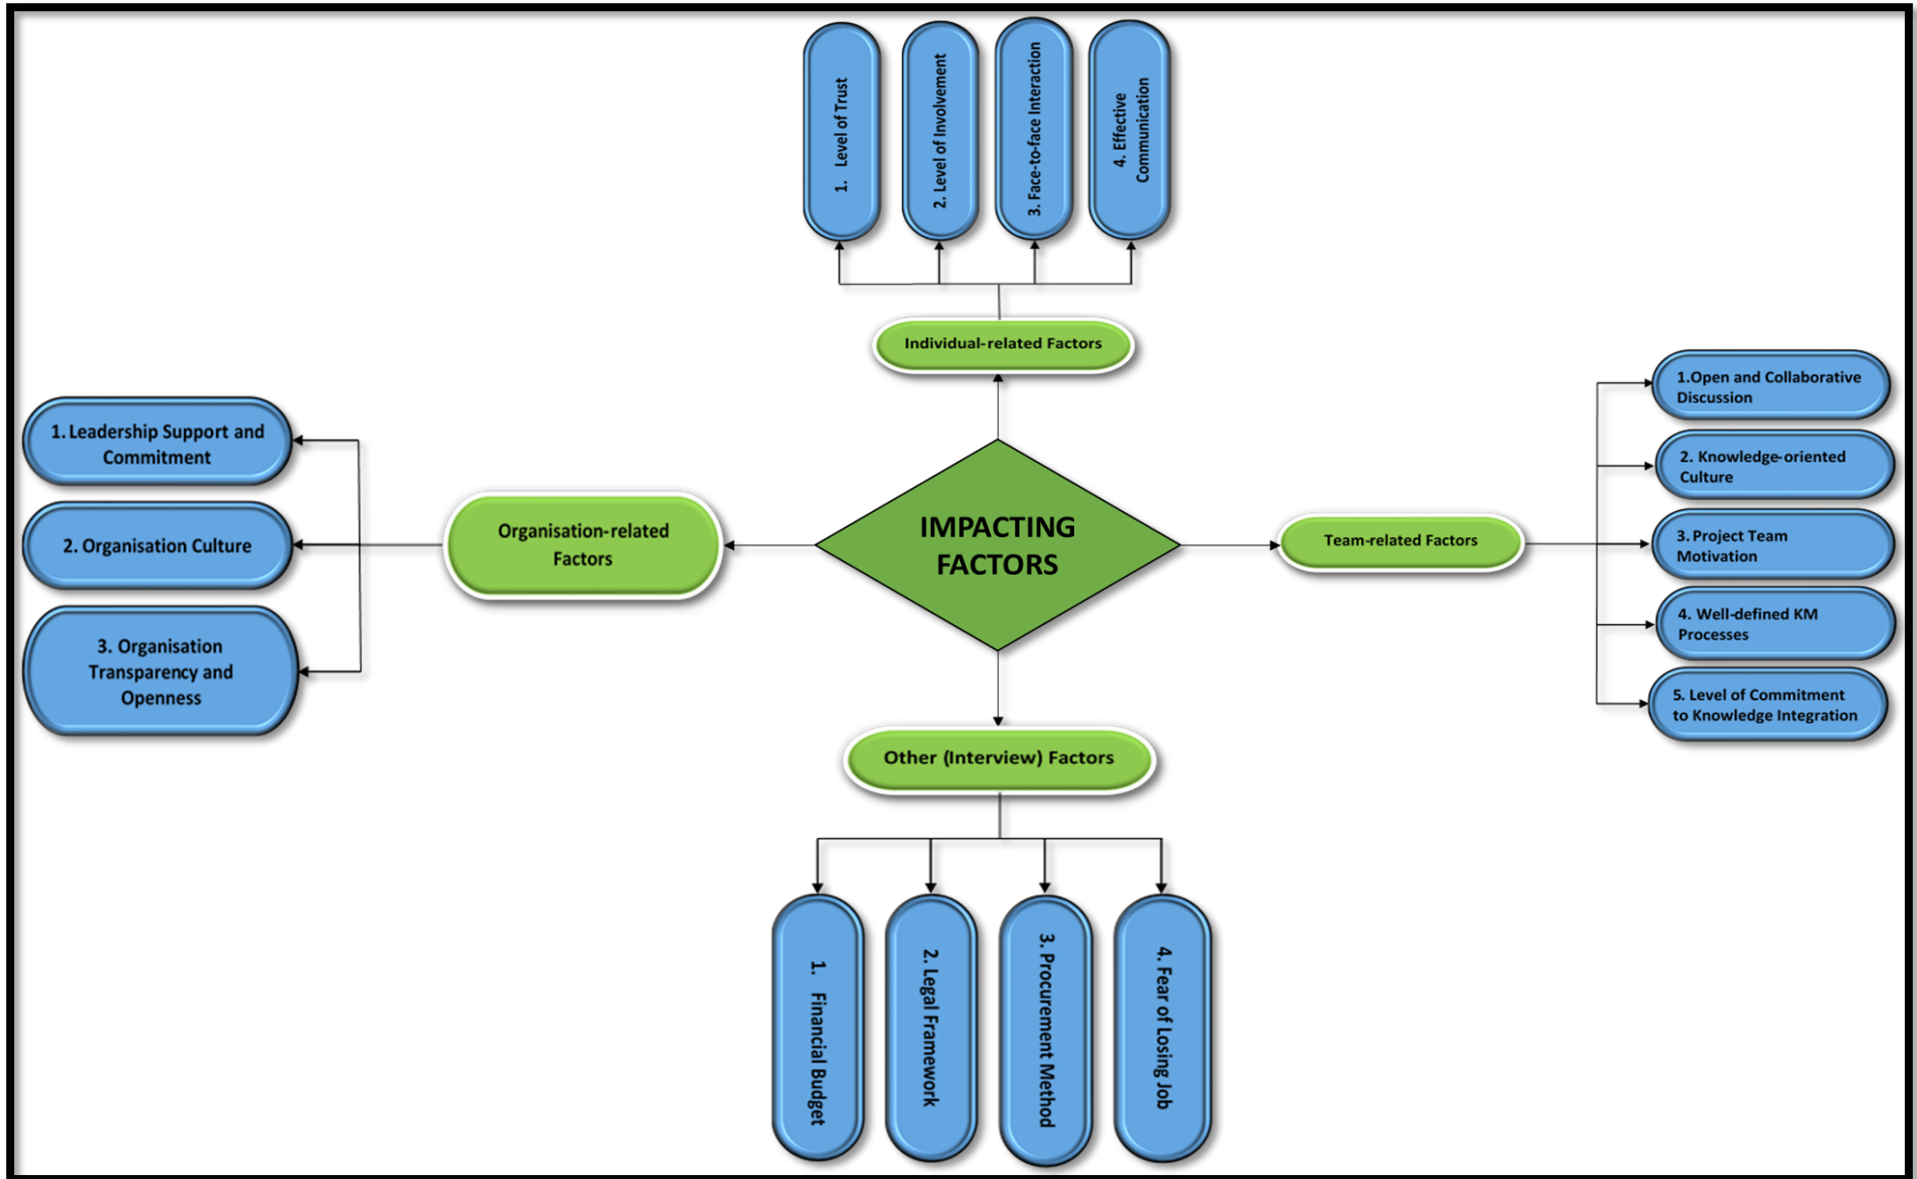 1. Level of Trust
2. Level of Involvement
3. Face-to-face Interaction
4. Effective
Communication
Individual-related Factors
1. Leadership Support and
Commitment
2. Organisation Culture
3. Organisation
Transparency and
Openness
Organisation-related
Factors
IMPACTING
FACTORS
Team-related Factors
1.Open and Collaborative
Discussion
2. Knowledge-oriented
Culture
3. Project Team
Motivation
4. Well-defined KM
Processes
5. Level of Commitment
to Knowledge Integration
Other (Interview) Factors
1. Financial Budget
2. Legal Framework
3. Procurement Method
4. Fear of Losing Job